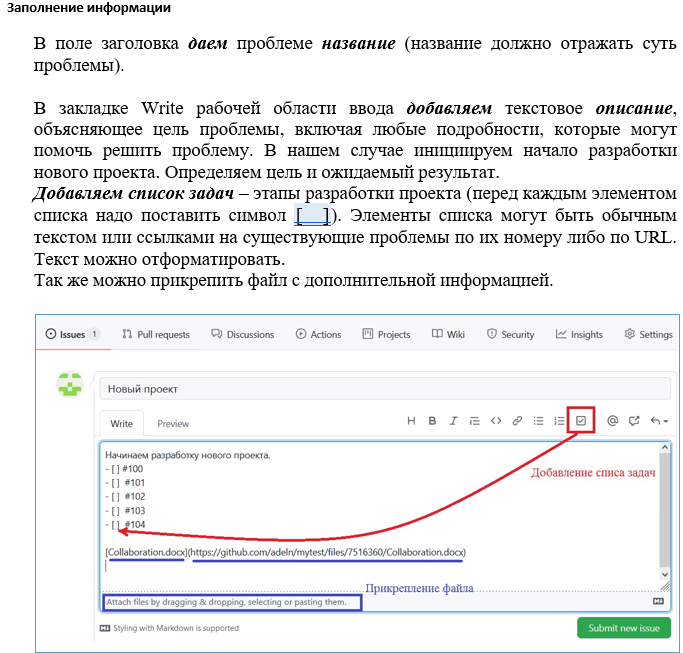 Заполнение информации
В поле заголовка даем проблеме название (название должно отражать суть
проблемы).
В закладке Write рабочей области ввода добавляем текстовое описание,
объясняющее цель проблемы, включая любые подробности, которые могут
помочь решить проблему. В нашем случае инициируем начало разработки
нового проекта. Определяем цель и ожидаемый результат.
Добавляем список задач – этапы разработки проекта (перед каждым элементом
списка надо поставить символ [ ]). Элементы списка могут быть обычным
текстом или ссылками на существующие проблемы по их номеру либо по URL.
Текст можно отформатировать.
Так же можно прикрепить файл с дополнительной информацией.
Issues 1 Pull requests Discussions Actions Projects Wiki Security Insights Settings
Новый проект
Write Preview
Начинаем разработку нового проекта.
- [ ] #100
- [ ] #101
- [ ] #102
- [ ] #103
- [ ] #104
Добавление списа задач
[Collaboration.docx](https://github.com/adeln/mytest/files/7516360/Collaboration.docx)
Прикрепление файла
Attach files by dragging & dropping, selecting or pasting them.
Styling with Markdown is supported
Submit new issue